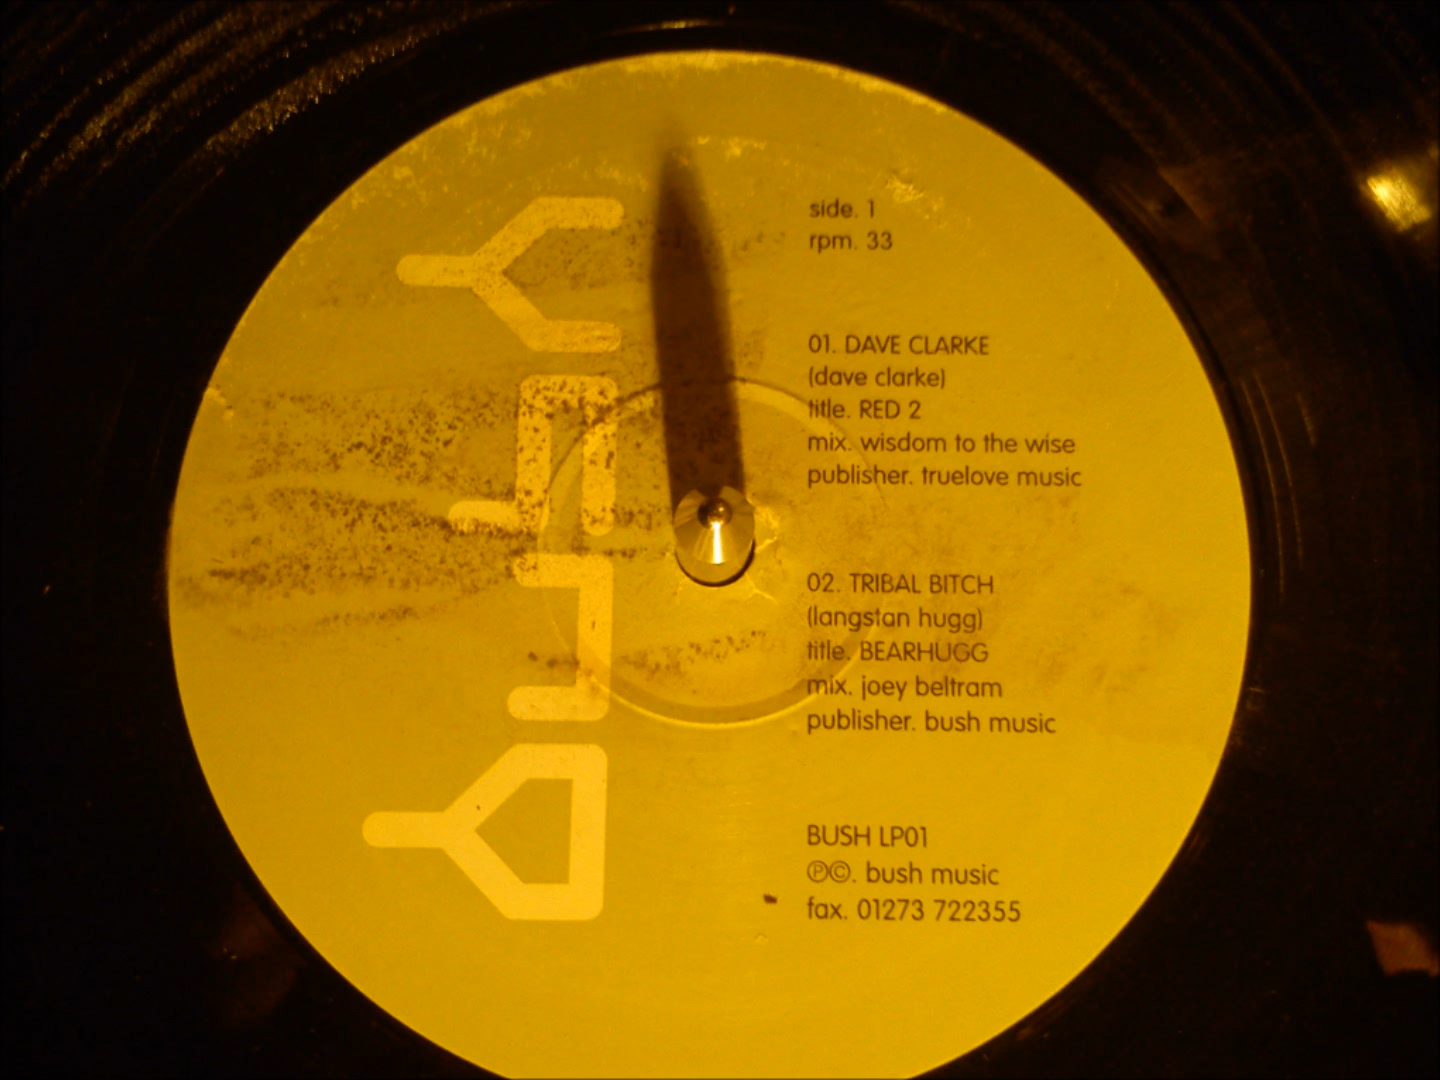 side. 1
rpm. 33
01. DAVE CLARKE
(dave clarke)
title. RED 2
mix. wisdom to the wise
publisher. truelove music
02. TRIBAL BITCH
(langstan hugg)
title. BEARHUGG
mix. joey beltram
publisher. bush music
BUSH LP01
℗©. bush music
fax. 01273 722355